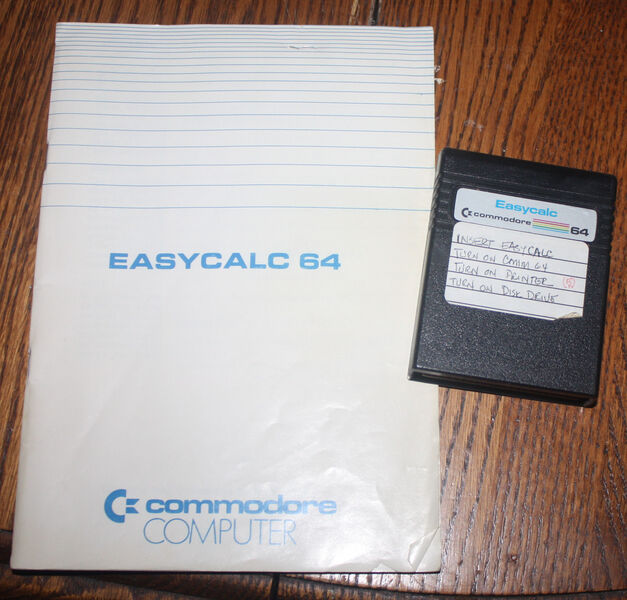 EASYCALC 64
commodore
COMPUTER
Easycalc
commodore 64
INSERT EASYCALC
TURN ON COMM 64
TURN ON PRINTER
TURN ON DISK DRIVE